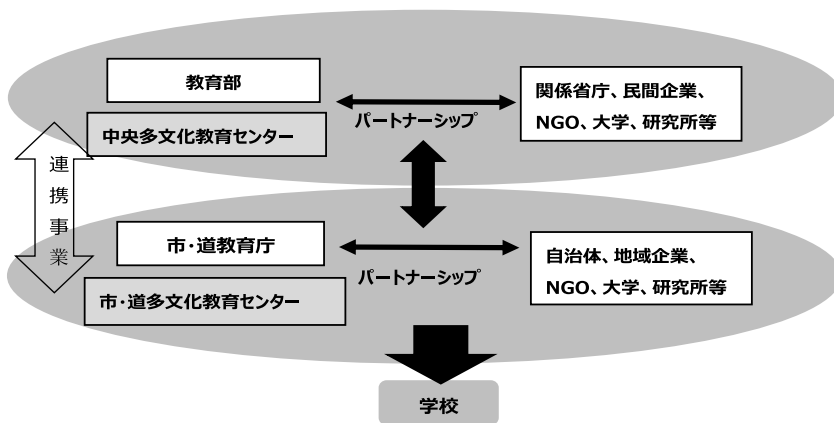 教育部
中央多文化教育センター
パートナーシップ
関係省庁、民間企業、
NGO、大学、研究所等
連携事業
市・道教育庁
市・道多文化教育センター
パートナーシップ
自治体、地域企業、
NGO、大学、研究所等
学校